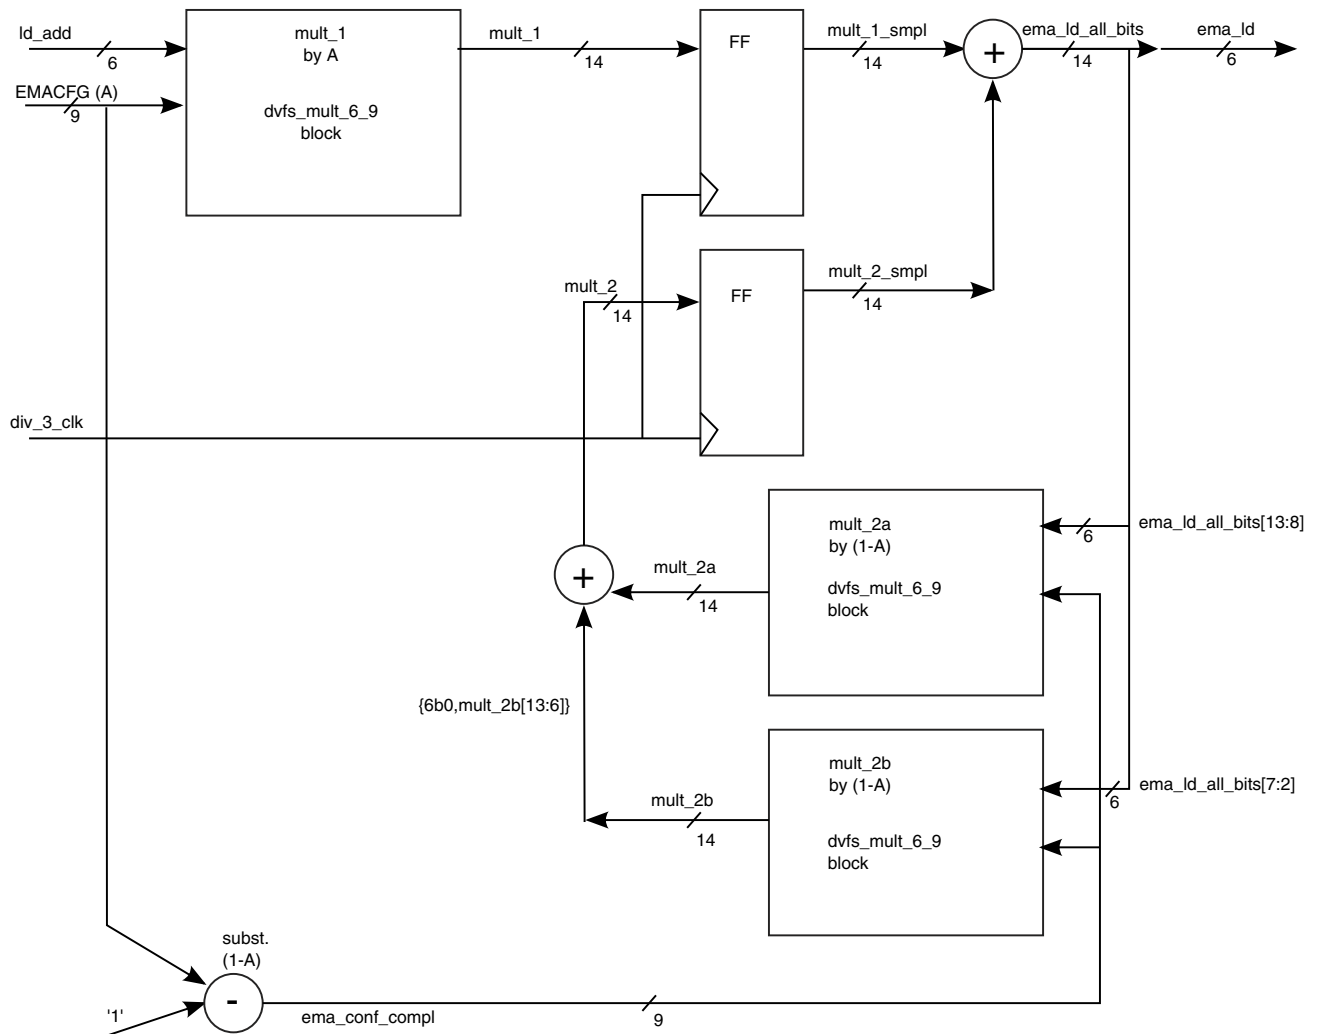 ld_add
6
EMACFG (A)
9
mult_1
by A
dvfs_mult_6_9
block
mult_1
14
FF
mult_1_smpl
14
+
ema_ld_all_bits
14
ema_ld
6
mult_2
14
FF
mult_2_smpl
14
div_3_clk
mult_2a
by (1-A)
dvfs_mult_6_9
block
6
ema_ld_all_bits[13:8]
+
mult_2a
14
{6b0,mult_2b[13:6]}
mult_2b
by (1-A)
dvfs_mult_6_9
block
6
ema_ld_all_bits[7:2]
mult_2b
14
subst.
(1-A)
-
'1'
ema_conf_compl
9